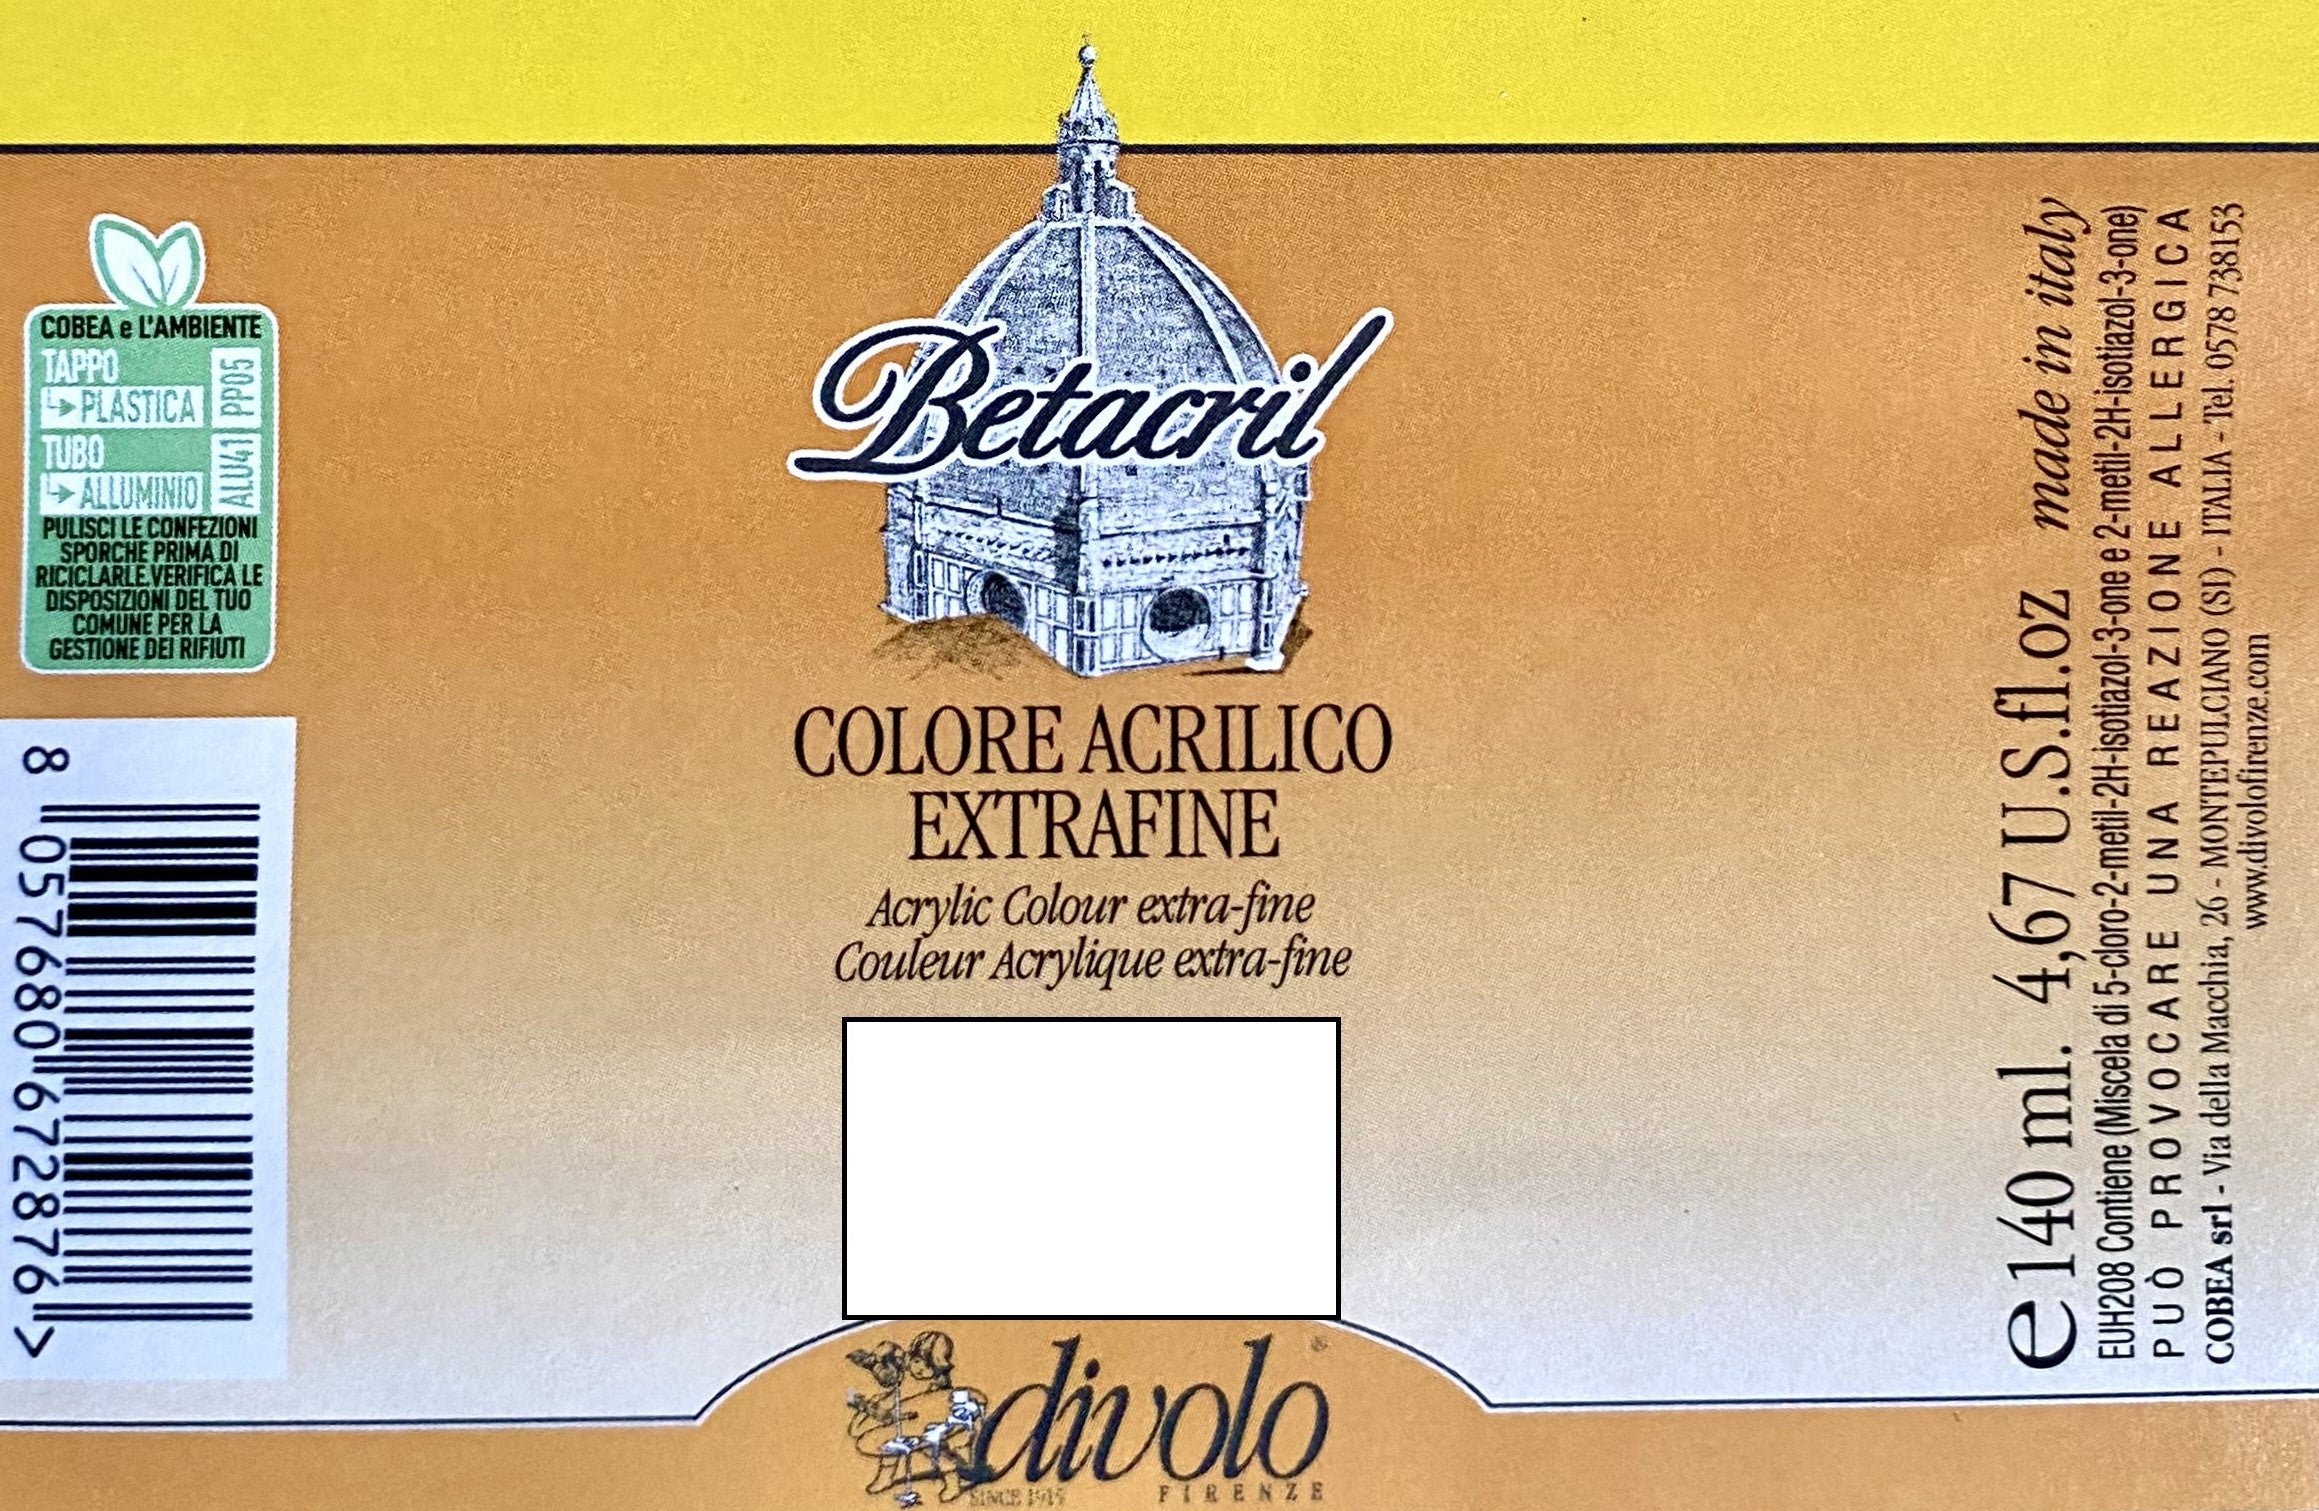 COBEA e L'AMBIENTE
TAPPO
PLASTICA
PP05
TUBO
ALLUMINIO
ALU41
PULISCI LE CONFEZIONI
SPORCHE PRIMA DI
RICICLARLE.VERIFICA LE
DISPOSIZIONI DEL TUO
COMUNE PER LA
GESTIONE DEI RIFIUTI
8 057680 672876 >
Betacril
COLORE ACRILICO
EXTRAFINE
Acrylic Colour extra-fine
Couleur Acrylique extra-fine
divolo
SINCE 1915
FIRENZE
e 140 ml. 4,67 U.S.fl.oz made in italy
EUH208 Contiene (Miscela di 5-cloro-2-metil-2H-isotiazol-3-one e 2-metil-2H-isotiazol-3-one)
PUÒ PROVOCARE UNA REAZIONE ALLERGICA
COBEA srl - Via della Macchia, 26 - MONTEPULCIANO (SI) - ITALIA - Tel. 0578 738153
www.divolofirenze.com